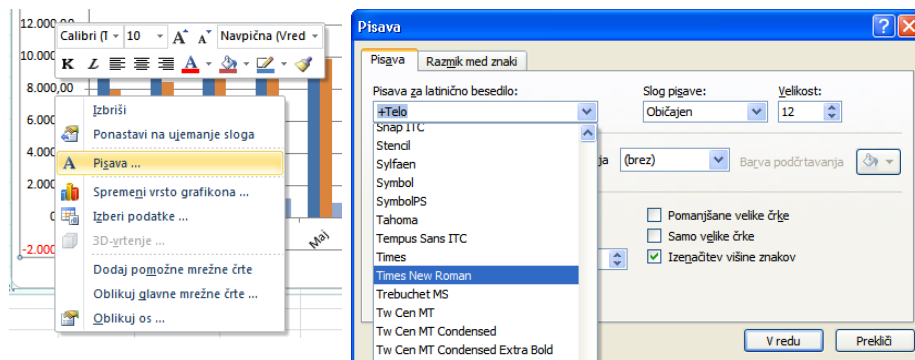 12.000,00
10.000
8.000,00
6.000
4.000
2.000
0
-2.000
Maj
Calibri (T
10
A
A
Navpična (Vred
K
L
A
Izbriši
Ponastavi na ujemanje sloga
A
Pisava ...
Spremeni vrsto grafikona ...
Izberi podatke ...
3D-vrtenje ...
Dodaj pomožne mrežne črte
Oblikuj glavne mrežne črte ...
Oblikuj os ...
Pisava
?
X
Pisava
Razmik med znaki
Pisava za latinično besedilo:
Slog pisave:
Velikost:
+Telo
Običajen
12
Snap ITC
Stencil
Sylfaen
Symbol
SymbolPS
Tahoma
Tempus Sans ITC
Times
Times New Roman
Trebuchet MS
Tw Cen MT
Tw Cen MT Condensed
Tw Cen MT Condensed Extra Bold
ja
(brez)
Barva podčrtavanja
Pomanjšane velike črke
Samo velike črke
Izenačitev višine znakov
V redu
Prekliči